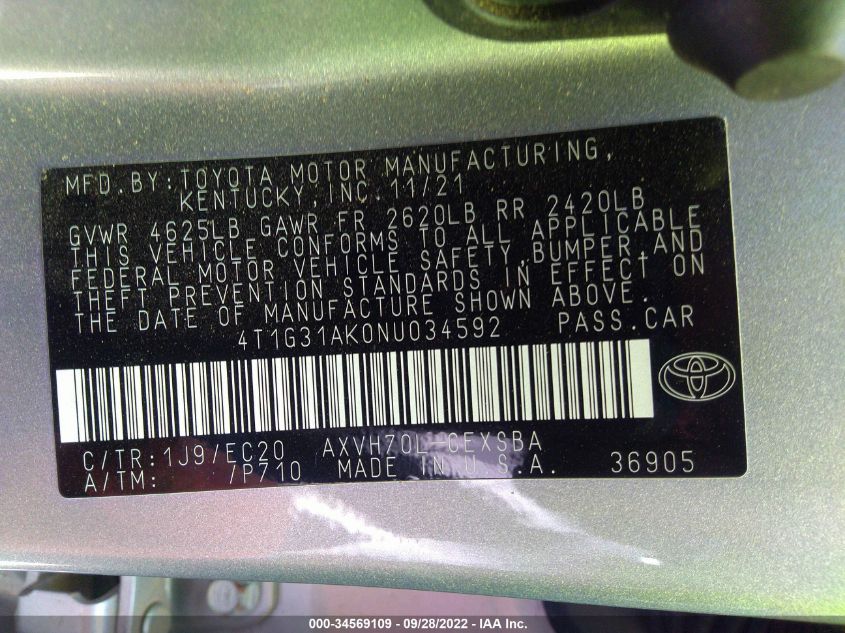 MFD.BY:TOYOTA MOTOR MANUFACTURING,
KENTUCKY,INC.11/21
GVWR 4625LB GAWR FR 2620LB RR 2420LB
THIS VEHICLE CONFORMS TO ALL APPLICABLE
FEDERAL MOTOR VEHICLE SAFETY,BUMPER,AND
THEFT PREVENTION STANDARDS IN EFFECT ON
THE DATE OF MANUFACTURE SHOWN ABOVE.
4T1G31AK0NU034592 PASS.CAR
C/TR:1J9/EC20 AXVH70L-CEXSBA
A/TM: /P710 MADE IN U.S.A. 36905
000-34569109 - 09/28/2022 - IAA Inc.